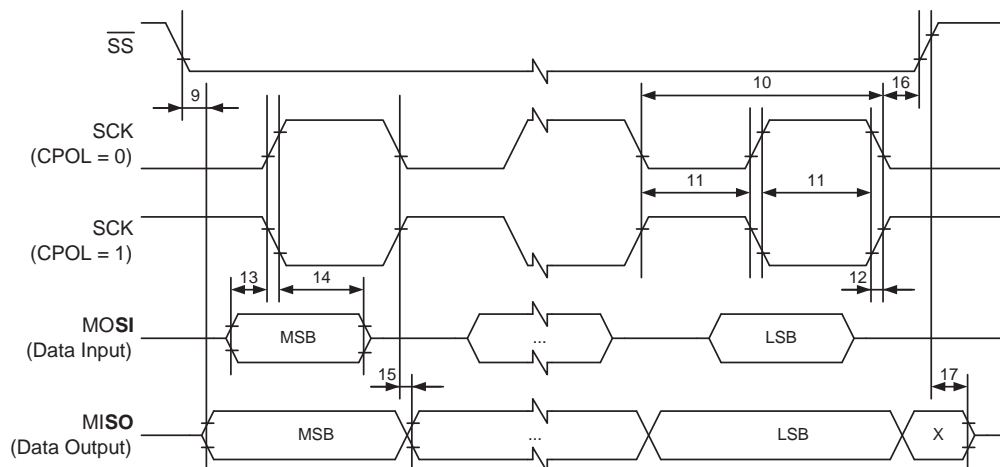 SS
10
16
9
SCK
(CPOL = 0)
11
11
SCK
(CPOL = 1)
13
14
12
MOSI
(Data Input)
MSB
...
LSB
15
17
MISO
(Data Output)
MSB
...
LSB
X